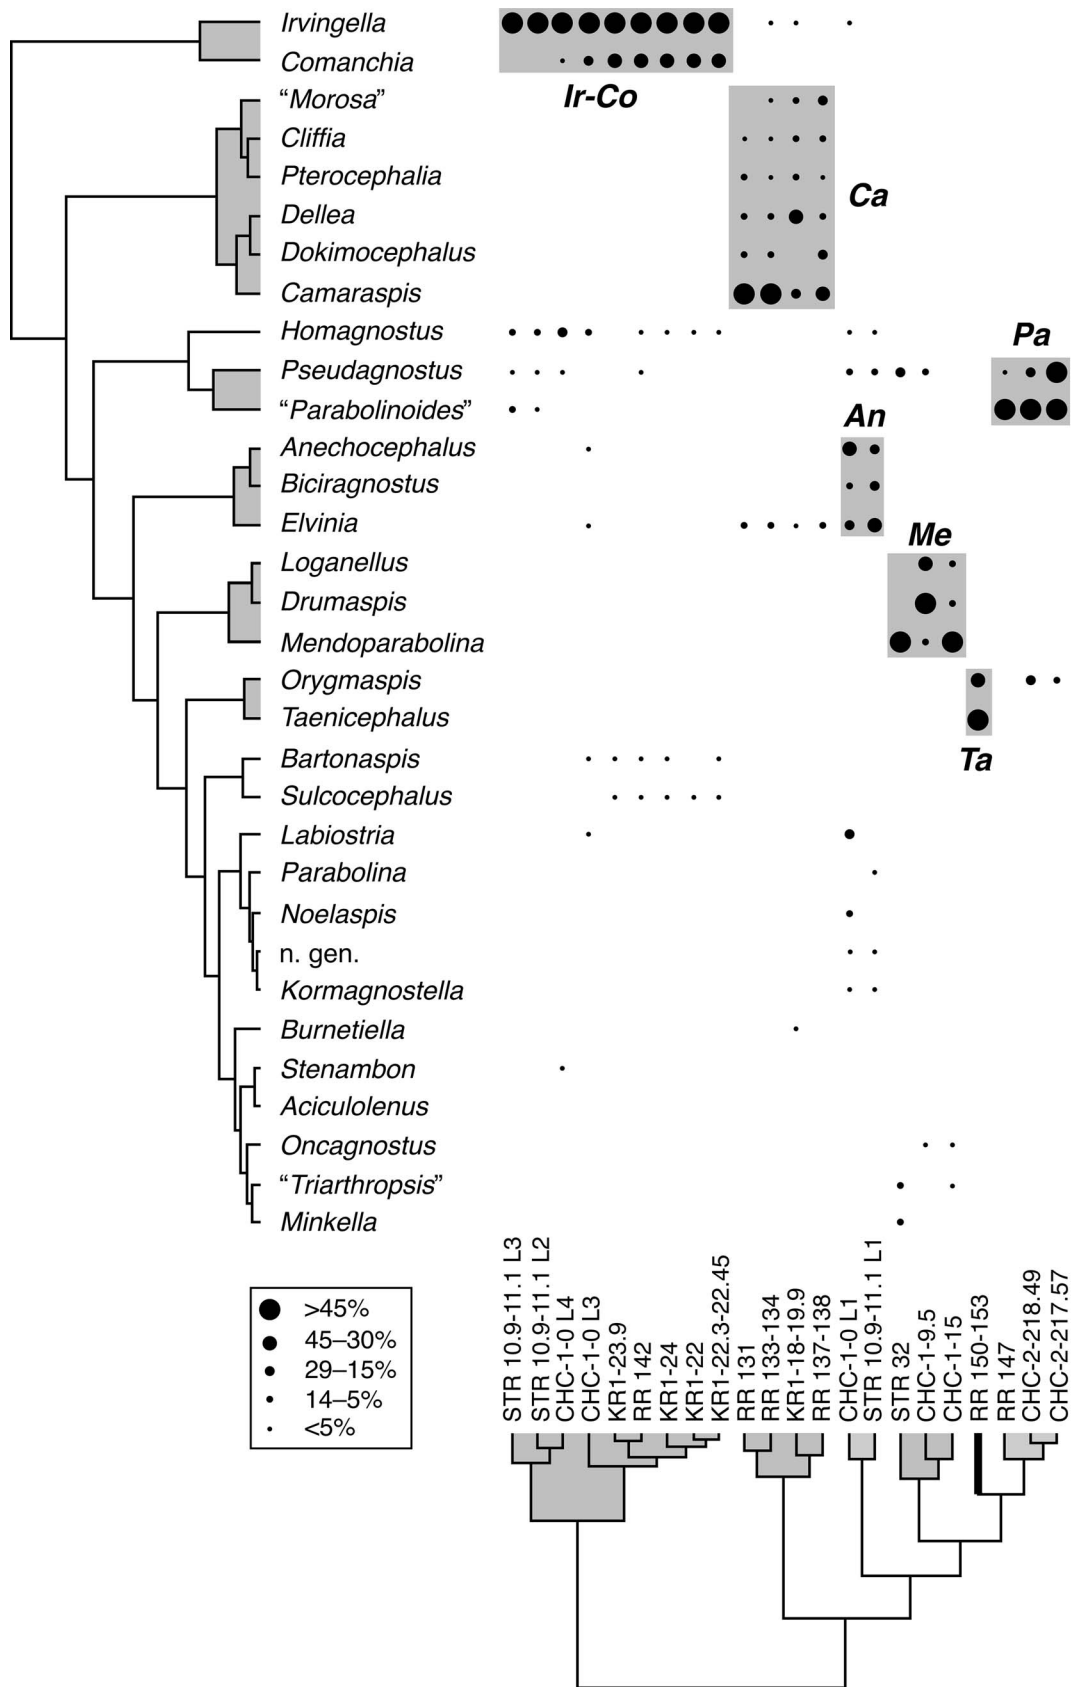 Irvingella
Comanchia
Ir-Co
“Morosa”
Cliffia
Pterocephalia
Ca
Dellea
Dokimocephalus
Camaraspis
Homagnostus
Pa
Pseudagnostus
“Parabolinoides”
An
Anechocephalus
Biciragnostus
Elvinia
Me
Loganellus
Drumaspis
Mendoparabolina
Orygmaspis
Taenicephalus
Ta
Bartonaspis
Sulcocephalus
Labiostria
Parabolina
Noelaspis
n. gen.
Kormagnostella
Burnetiella
Stenambon
Aciculolenus
Oncagnostus
“Triarthropsis”
Minkella
STR 10.9-11.1 L3
STR 10.9-11.1 L2
CHC-1-0 L4
CHC-1-0 L3
KR1-23.9
RR 142
KR1-24
KR1-22
KR1-22.3-22.45
RR 131
RR 133-134
KR1-18-19.9
RR 137-138
CHC-1-0 L1
STR 10.9-11.1 L1
STR 32
CHC-1-9.5
CHC-1-15
RR 150-153
RR 147
CHC-2-218.49
CHC-2-217.57
>45%
45–30%
29–15%
14–5%
<5%